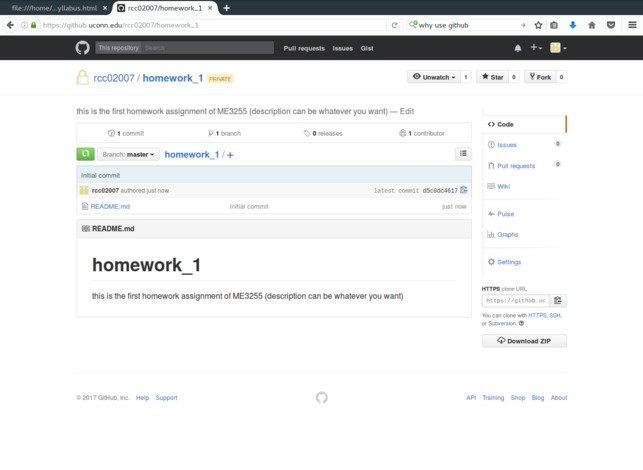 file:///home/...yllabus.html × rcc02007/homework_1 × +
https://github.uconn.edu/rcc02007/homework_1 why use github
This repository Search Pull requests Issues Gist
rcc02007 / homework_1 PRIVATE Unwatch 1 Star 0 Fork 0
this is the first homework assignment of ME3255 (description can be whatever you want) — Edit
1 commit 1 branch 0 releases 1 contributor
Branch: master homework_1 / +
Initial commit
rcc02007 authored just now latest commit d5c0dc4617
README.md Initial commit just now
README.md
homework_1
this is the first homework assignment of ME3255 (description can be whatever you want)
Code
Issues 0
Pull requests 0
Wiki
Pulse
Graphs
Settings
HTTPS clone URL
https://github.uc
You can clone with HTTPS, SSH,
or Subversion.
Download ZIP
© 2017 GitHub, Inc. Help Support API Training Shop Blog About